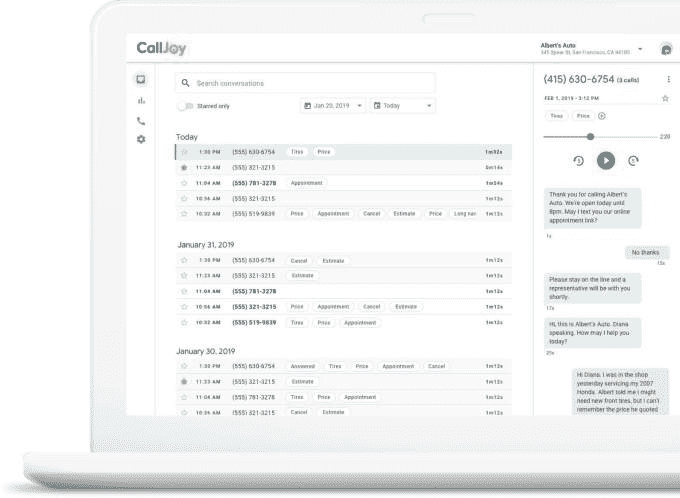 CallJoy
Albert's Auto
345 Spear St, San Francisco, CA 94105
Search conversations
Starred only
Jan 20, 2019
Today
Today
1:30 PM (555) 630-6754 Tires Price 1m02s
11:23 AM (555) 321-3215 0m14s
11:04 AM (555) 781-3278 Appointment 1m54s
10:56 AM (555) 321-3215 1m12s
10:32 AM (555) 519-9839 Price Appointment Cancel Estimate Price Long nar 1m13s
January 31, 2019
1:30 PM (555) 630-6754 Cancel Estimate 1m12s
11:23 AM (555) 321-3215 Estimate 1m12s
11:04 AM (555) 781-3278 1m12s
10:56 AM (555) 321-3215 Price Appointment Cancel Estimate 1m12s
10:32 AM (555) 519-9839 Tires Price Appointment 1m12s
January 30, 2019
1:30 PM (555) 630-6754 Answered Tires Price Appointment Cancel 1m12s
11:23 AM (555) 321-3215 Estimate 1m12s
11:04 AM (555) 781-3278 Tires Price Appointment 1m12s
10:56 AM (555) 321-3215 Cancel Estimate 1m12s
(415) 630-6754 (3 calls)
FEB 1, 2019 - 3:12 PM
Tires Price
2:20
Thank you for calling Albert's
Auto. We're open today until
8pm. May I text you our online
appointment link?
1s
No thanks
15s
Please stay on the line and a
representative will be with you
shortly.
17s
Hi, this is Albert's Auto. Diana
speaking. How may I help you
today?
25s
Hi Diana. I was in the shop
yesterday servicing my 2007
Honda. Albert told me I might
need new front tires, but I can't
remember the price he quoted